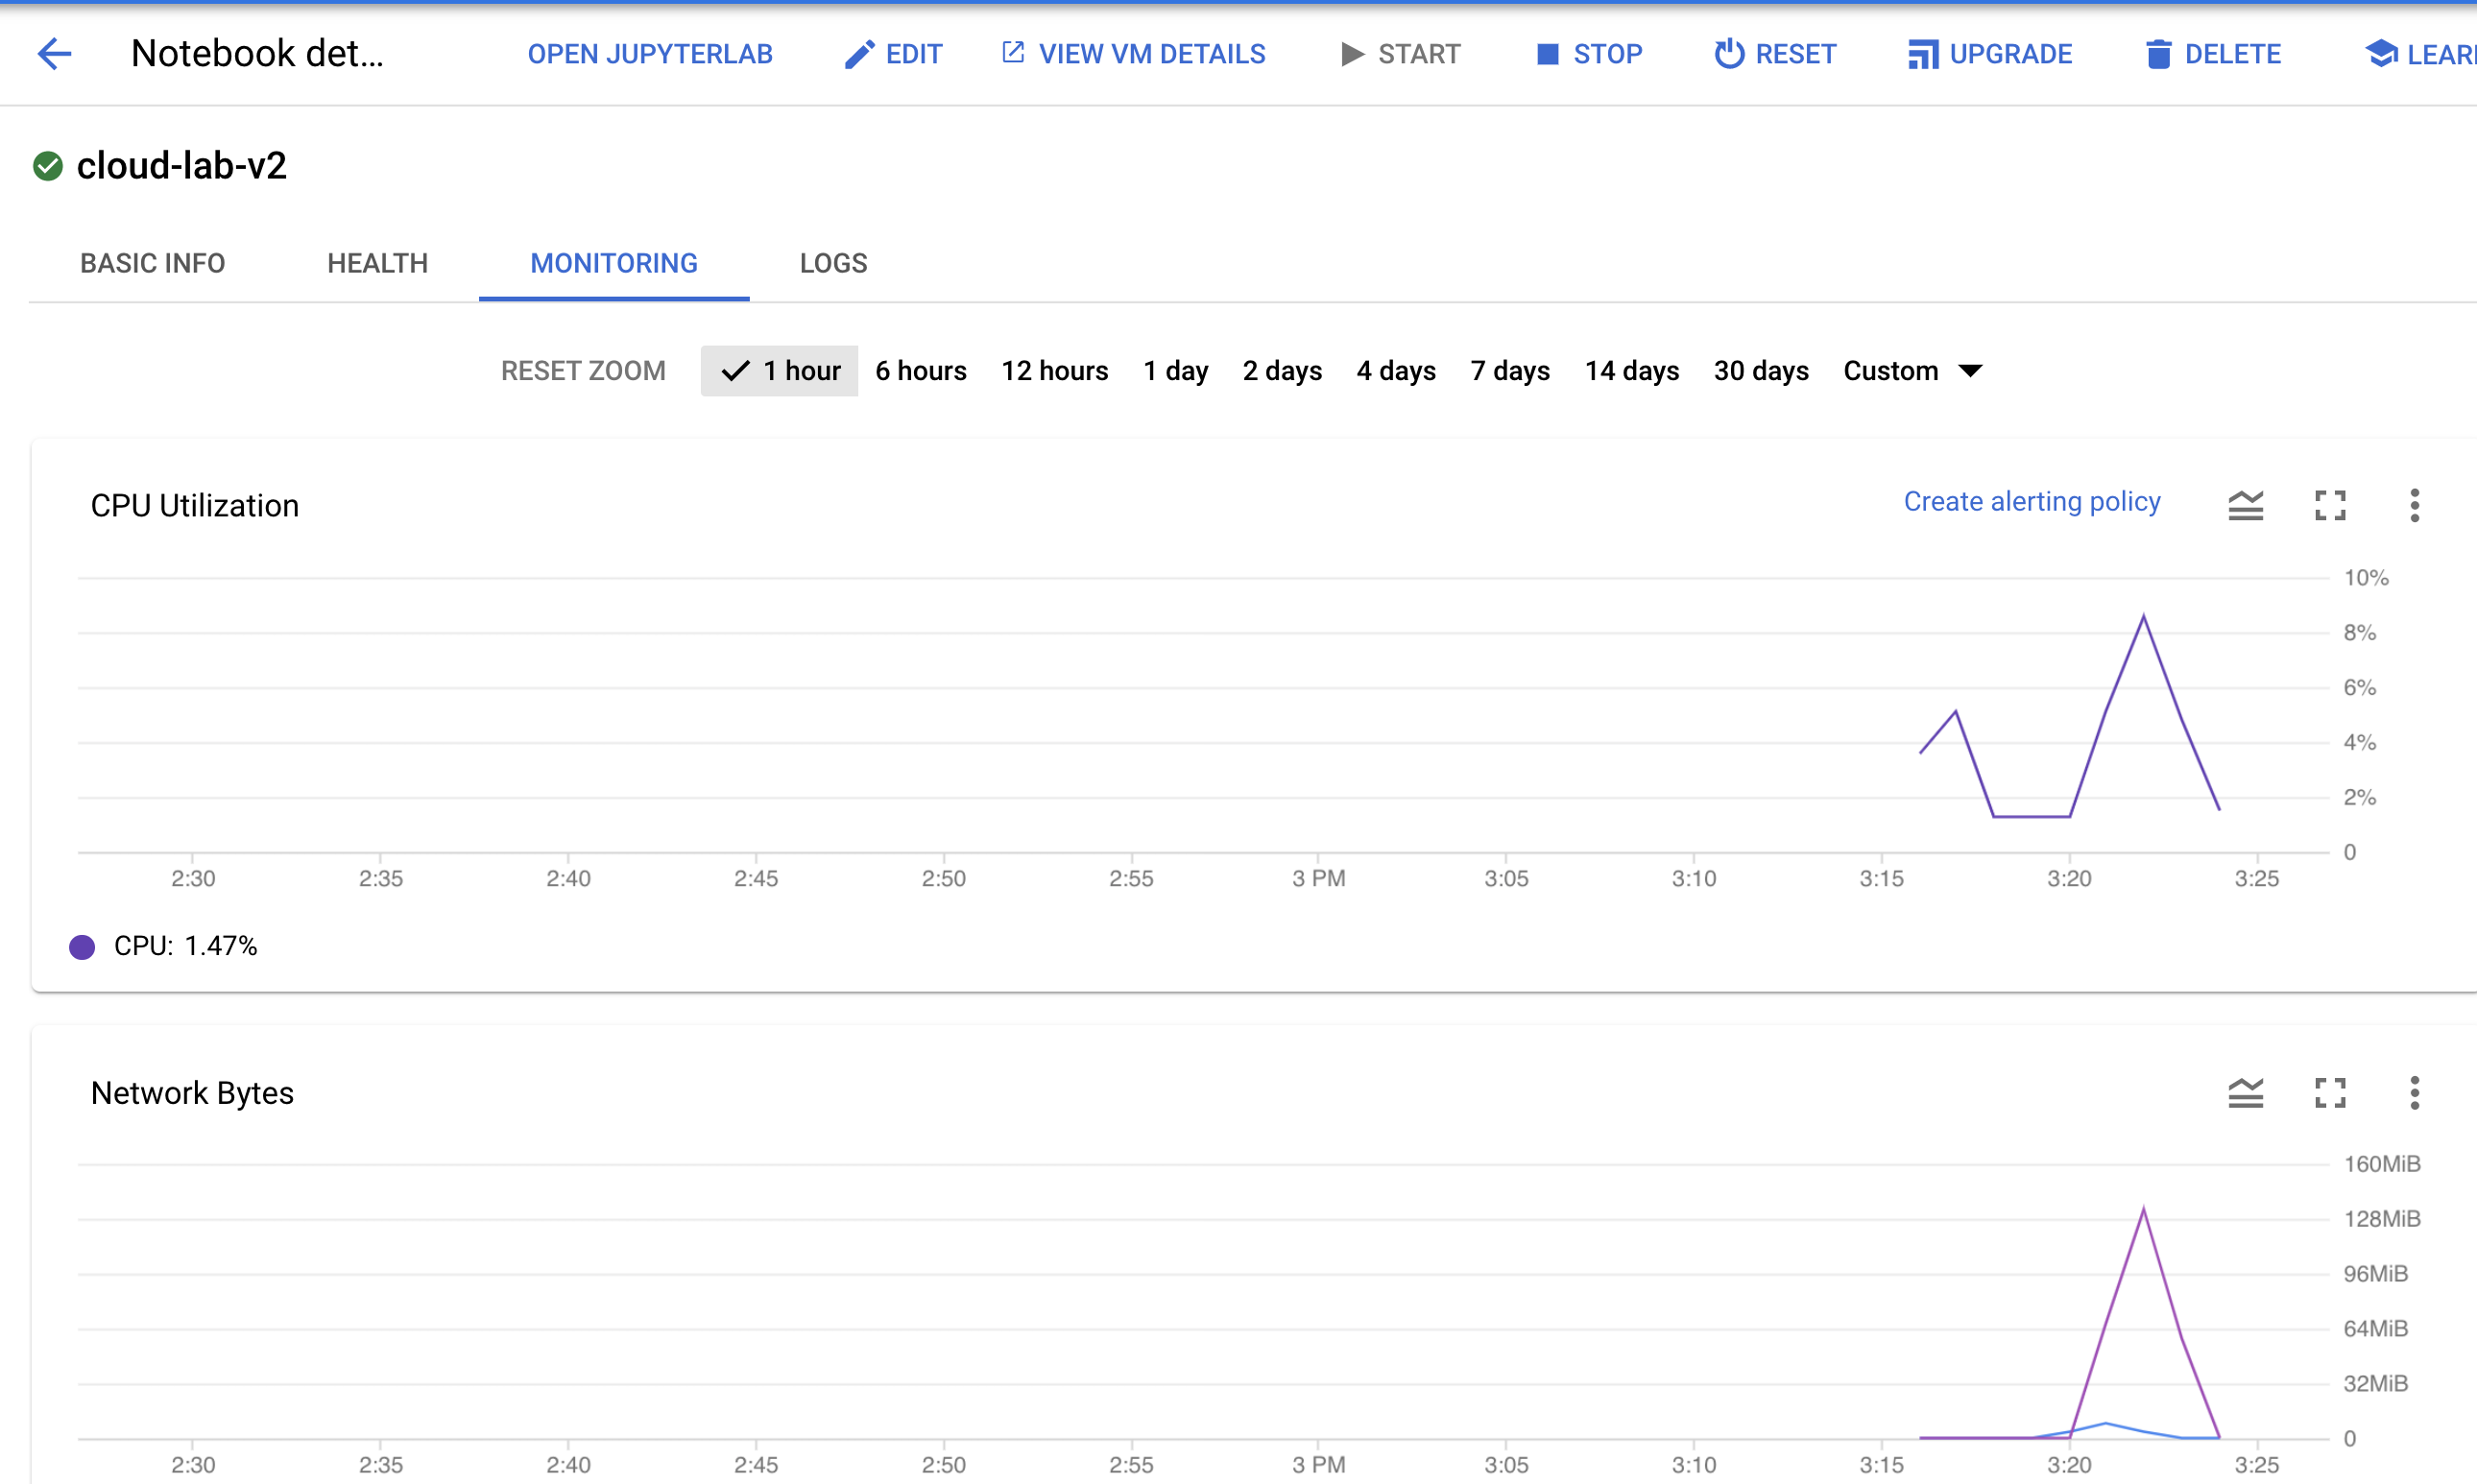 Notebook det...
OPEN JUPYTERLAB
EDIT
VIEW VM DETAILS
START
STOP
RESET
UPGRADE
DELETE
LEAR
cloud-lab-v2
BASIC INFO
HEALTH
MONITORING
LOGS
RESET ZOOM
1 hour
6 hours
12 hours
1 day
2 days
4 days
7 days
14 days
30 days
Custom
CPU Utilization
Create alerting policy
10%
8%
6%
4%
2%
0
2:30
2:35
2:40
2:45
2:50
2:55
3 PM
3:05
3:10
3:15
3:20
3:25
CPU: 1.47%
Network Bytes
160MiB
128MiB
96MiB
64MiB
32MiB
0
2:30
2:35
2:40
2:45
2:50
2:55
3 PM
3:05
3:10
3:15
3:20
3:25